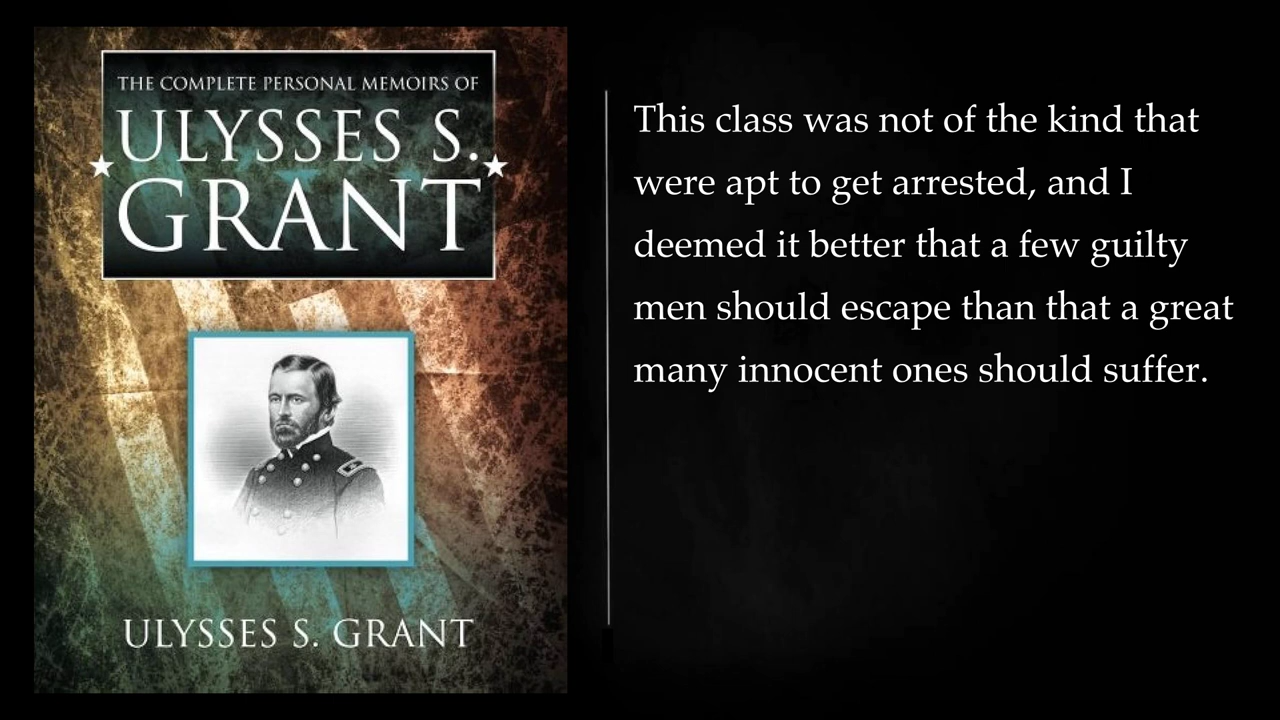 THE COMPLETE PERSONAL MEMOIRS OF
ULYSSES S.
GRANT
ULYSSES S. GRANT
This class was not of the kind that
were apt to get arrested, and I
deemed it better that a few guilty
men should escape than that a great
many innocent ones should suffer.